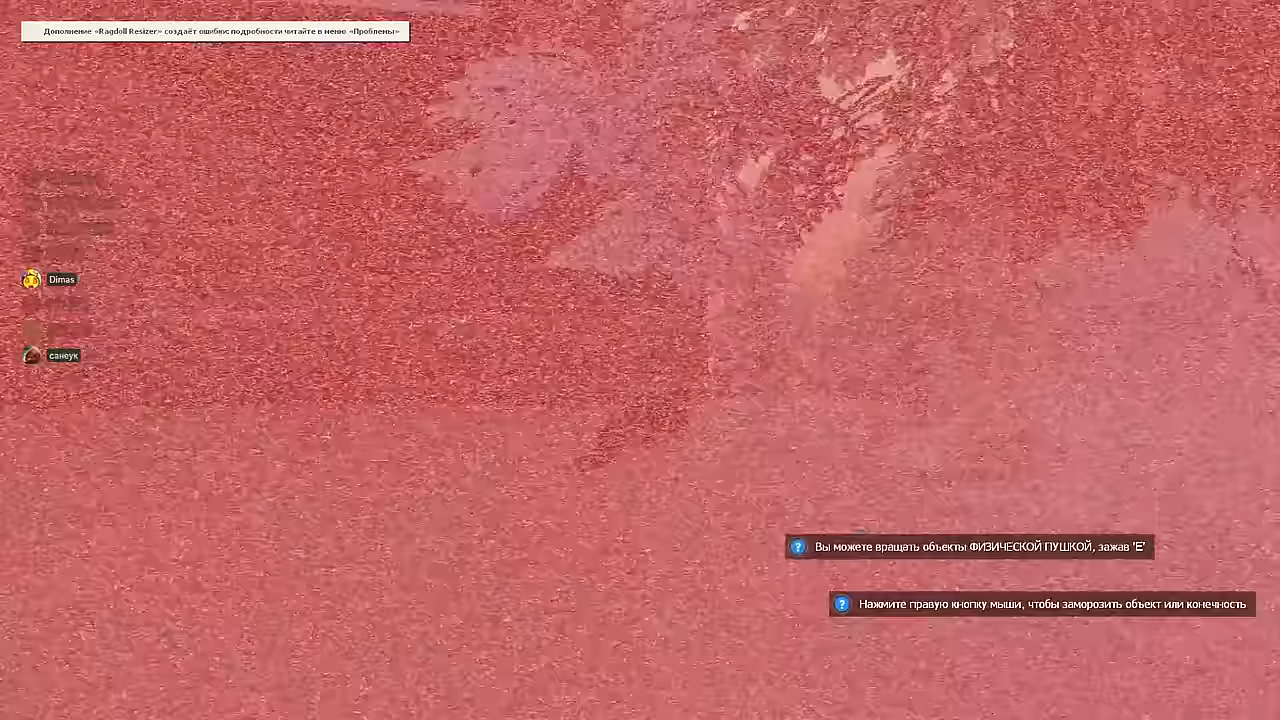 Дополнение «Ragdoll Resizer» создаёт ошибки: подробности читайте в меню «Проблемы»
Dimas
санеук
Вы можете вращать объекты ФИЗИЧЕСКОЙ ПУШКОЙ, зажав 'E'
Нажмите правую кнопку мыши, чтобы заморозить объект или конечность